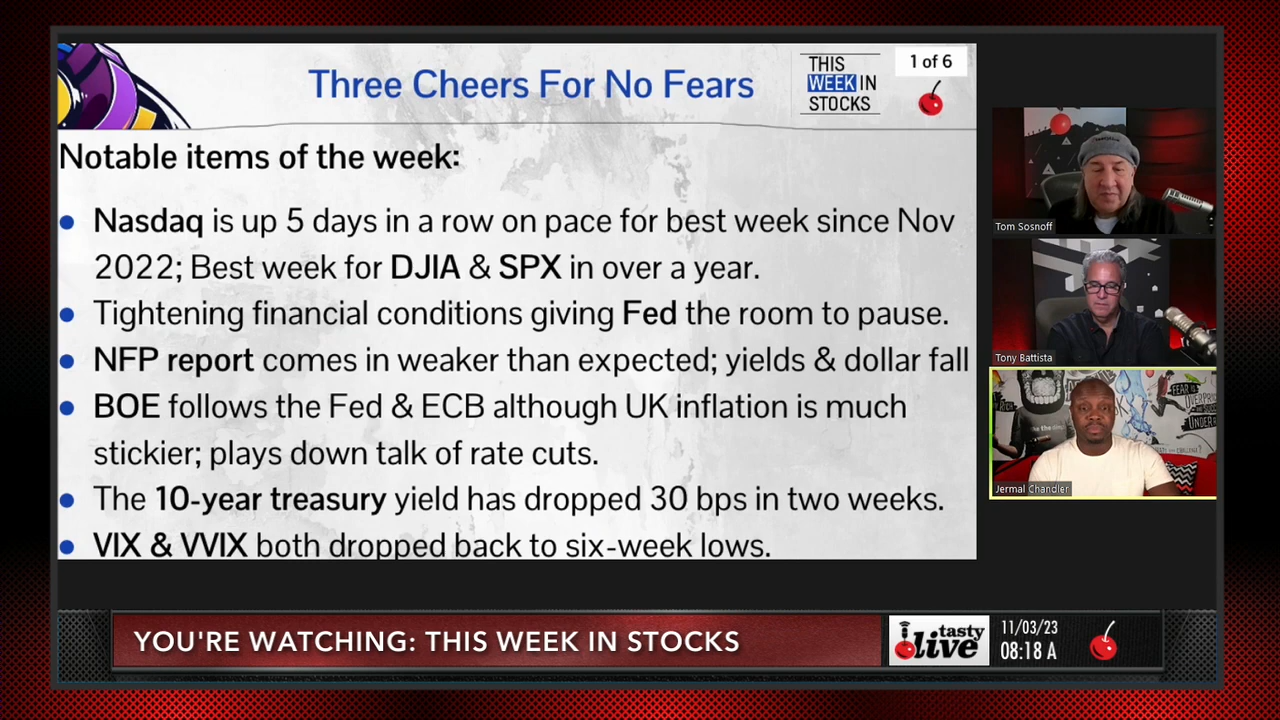 Three Cheers For No Fears
THIS
WEEK IN
STOCKS
1 of 6
Notable items of the week:
Nasdaq is up 5 days in a row on pace for best week since Nov
2022; Best week for DJIA & SPX in over a year.
Tightening financial conditions giving Fed the room to pause.
NFP report comes in weaker than expected; yields & dollar fall
BOE follows the Fed & ECB although UK inflation is much
stickier; plays down talk of rate cuts.
The 10-year treasury yield has dropped 30 bps in two weeks.
VIX & VVIX both dropped back to six-week lows.
Tom Sosnoff
Tony Battista
FEAR IS
Jermal Chandler
YOU'RE WATCHING: THIS WEEK IN STOCKS
tasty
live
11/03/23
08:18 A